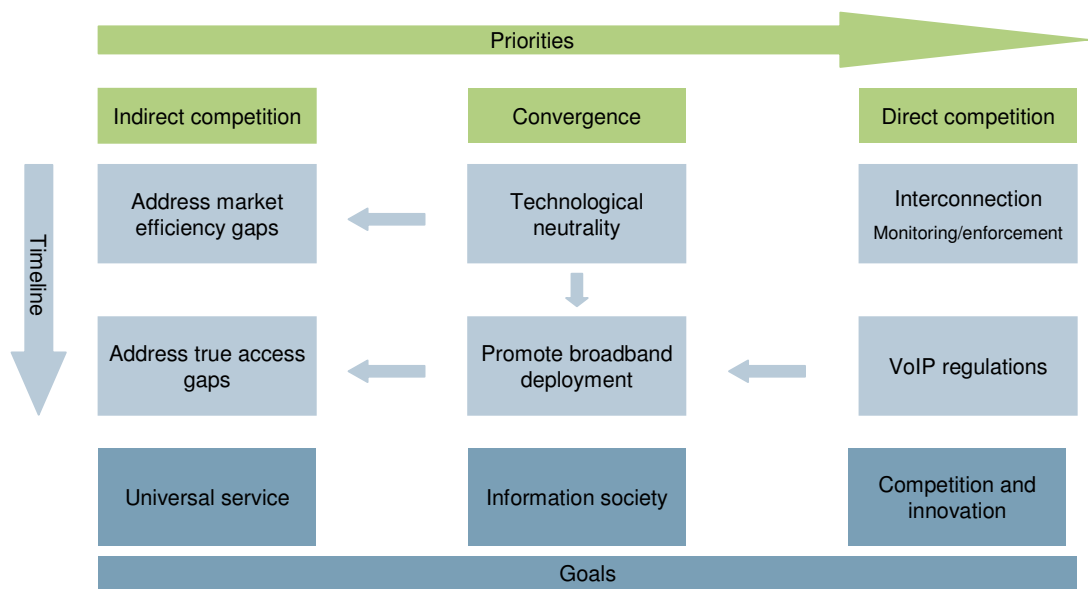 Priorities
Indirect competition
Convergence
Direct competition
Timeline
Address market
efficiency gaps
Technological
neutrality
Interconnection
Monitoring/enforcement
Address true access
gaps
Promote broadband
deployment
VoIP regulations
Universal service
Information society
Competition and
innovation
Goals